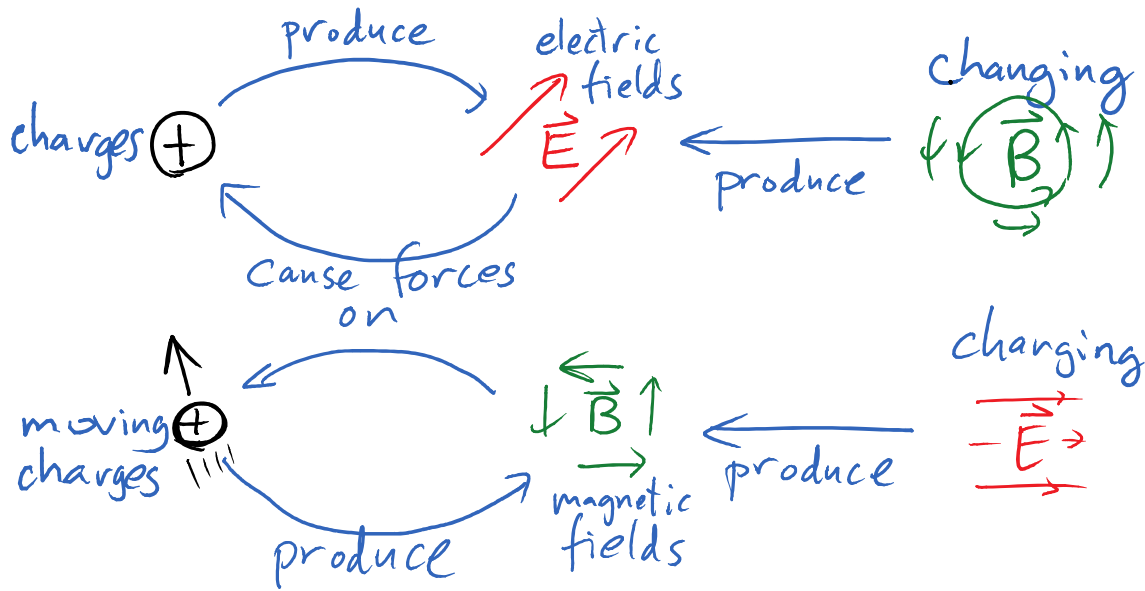 produce
electric
fields
changing
charges
+
E
B
produce
Cause forces
on
changing
B
E
moving
charges
+
produce
magnetic
fields
produce